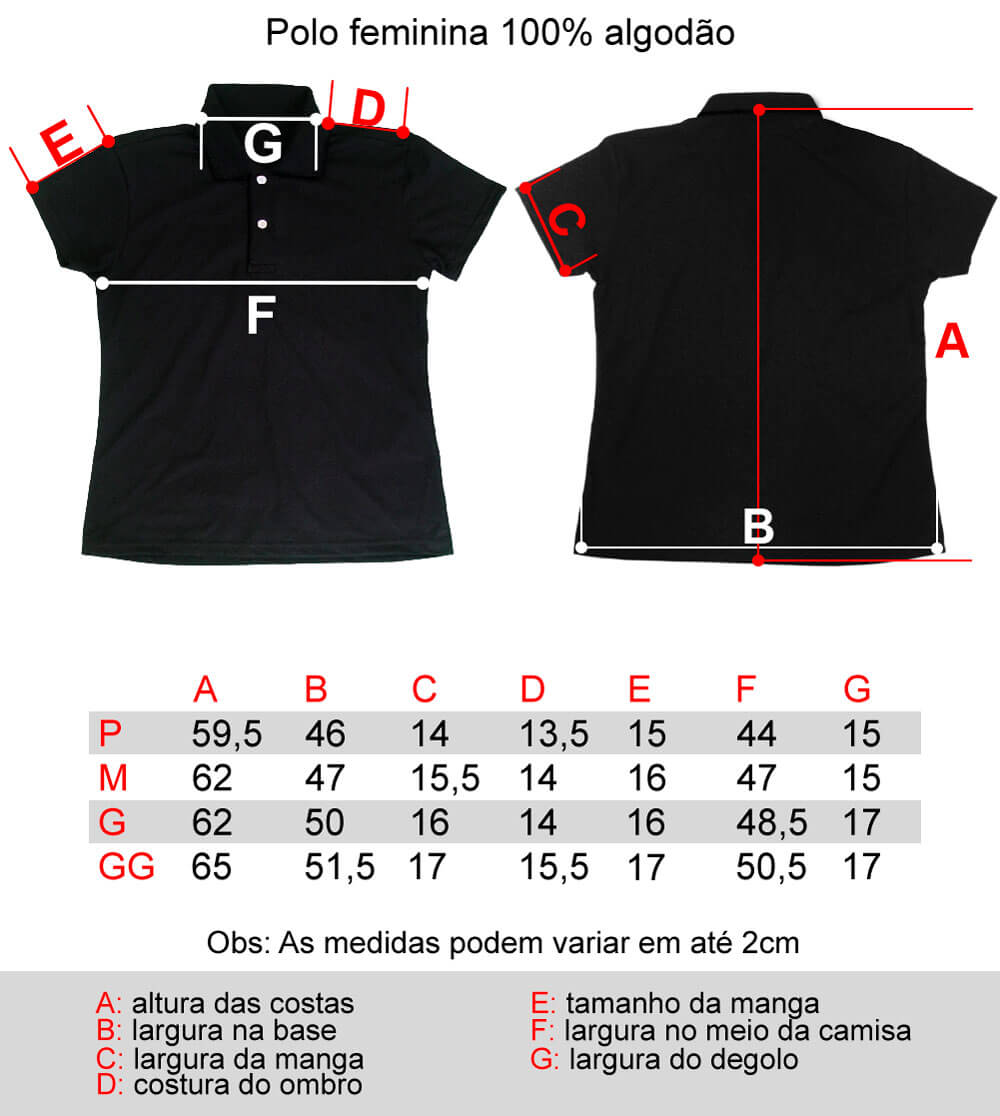 Polo feminina 100% algodão
E
G
D
F
C
A
B
A B C D E F G
P 59,5 46 14 13,5 15 44 15
M 62 47 15,5 14 16 47 15
G 62 50 16 14 16 48,5 17
GG 65 51,5 17 15,5 17 50,5 17
Obs: As medidas podem variar em até 2cm
A: altura das costas
B: largura na base
C: largura da manga
D: costura do ombro
E: tamanho da manga
F: largura no meio da camisa
G: largura do degolo